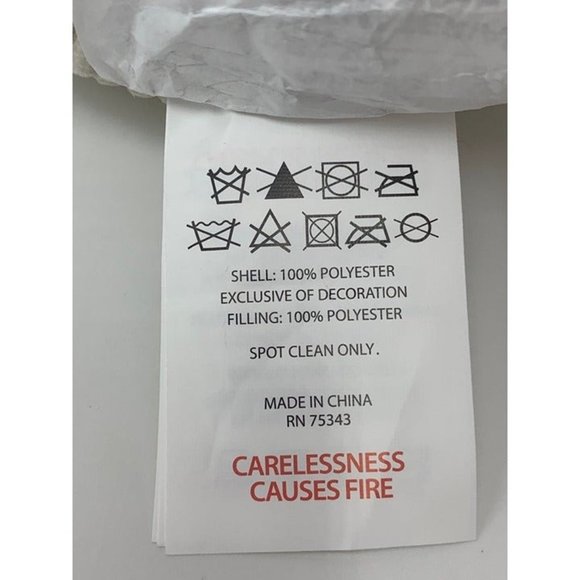 SHELL: 100% POLYESTER
EXCLUSIVE OF DECORATION
FILLING: 100% POLYESTER
SPOT CLEAN ONLY.
MADE IN CHINA
RN 75343
CARELESSNESS
CAUSES FIRE